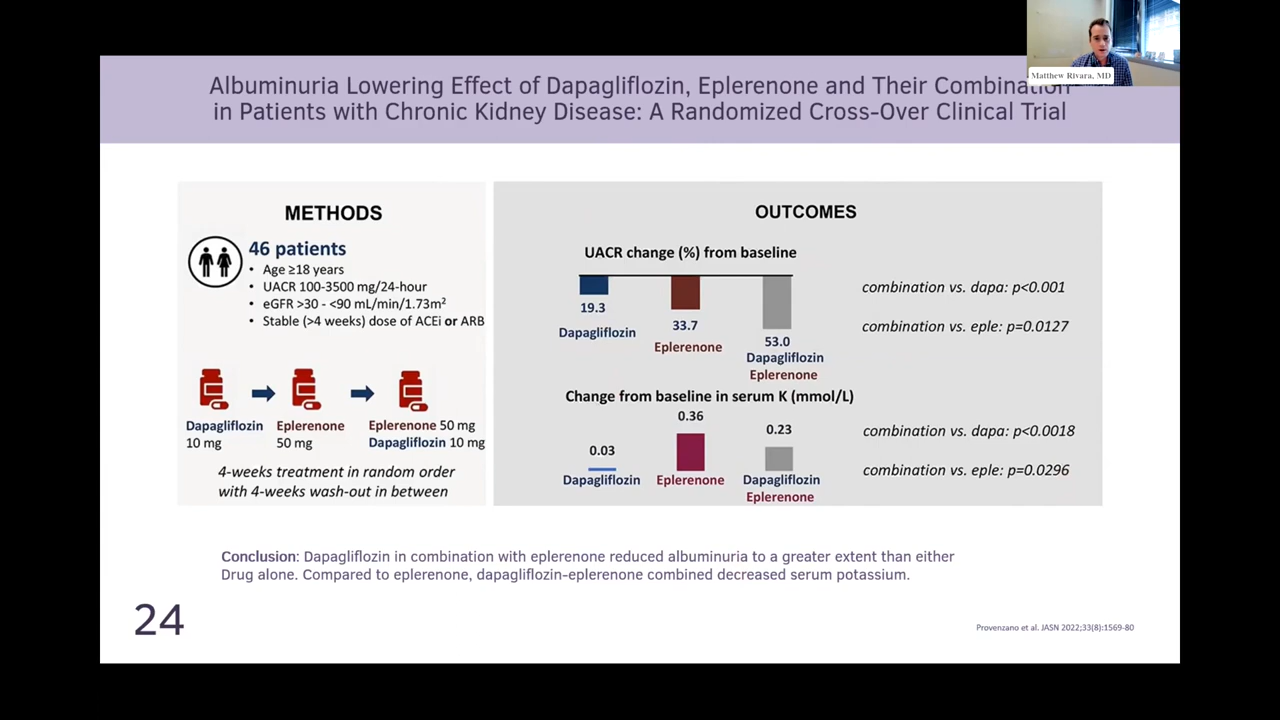 Matthew Rivara, MD
Albuminuria Lowering Effect of Dapagliflozin, Eplerenone and Their Combination
in Patients with Chronic Kidney Disease: A Randomized Cross-Over Clinical Trial
METHODS
46 patients
• Age ≥18 years
• UACR 100-3500 mg/24-hour
• eGFR >30 - <90 mL/min/1.73m²
• Stable (>4 weeks) dose of ACEi or ARB
Dapagliflozin
10 mg
Eplerenone
50 mg
Eplerenone 50 mg
Dapagliflozin 10 mg
4-weeks treatment in random order
with 4-weeks wash-out in between
OUTCOMES
UACR change (%) from baseline
19.3
Dapagliflozin
33.7
Eplerenone
53.0
Dapagliflozin
Eplerenone
combination vs. dapa: p<0.001
combination vs. eple: p=0.0127
Change from baseline in serum K (mmol/L)
0.03
Dapagliflozin
0.36
Eplerenone
0.23
Dapagliflozin
Eplerenone
combination vs. dapa: p<0.0018
combination vs. eple: p=0.0296
Conclusion: Dapagliflozin in combination with eplerenone reduced albuminuria to a greater extent than either
Drug alone. Compared to eplerenone, dapagliflozin-eplerenone combined decreased serum potassium.
24
Provenzano et al. JASN 2022;33(8):1569-80